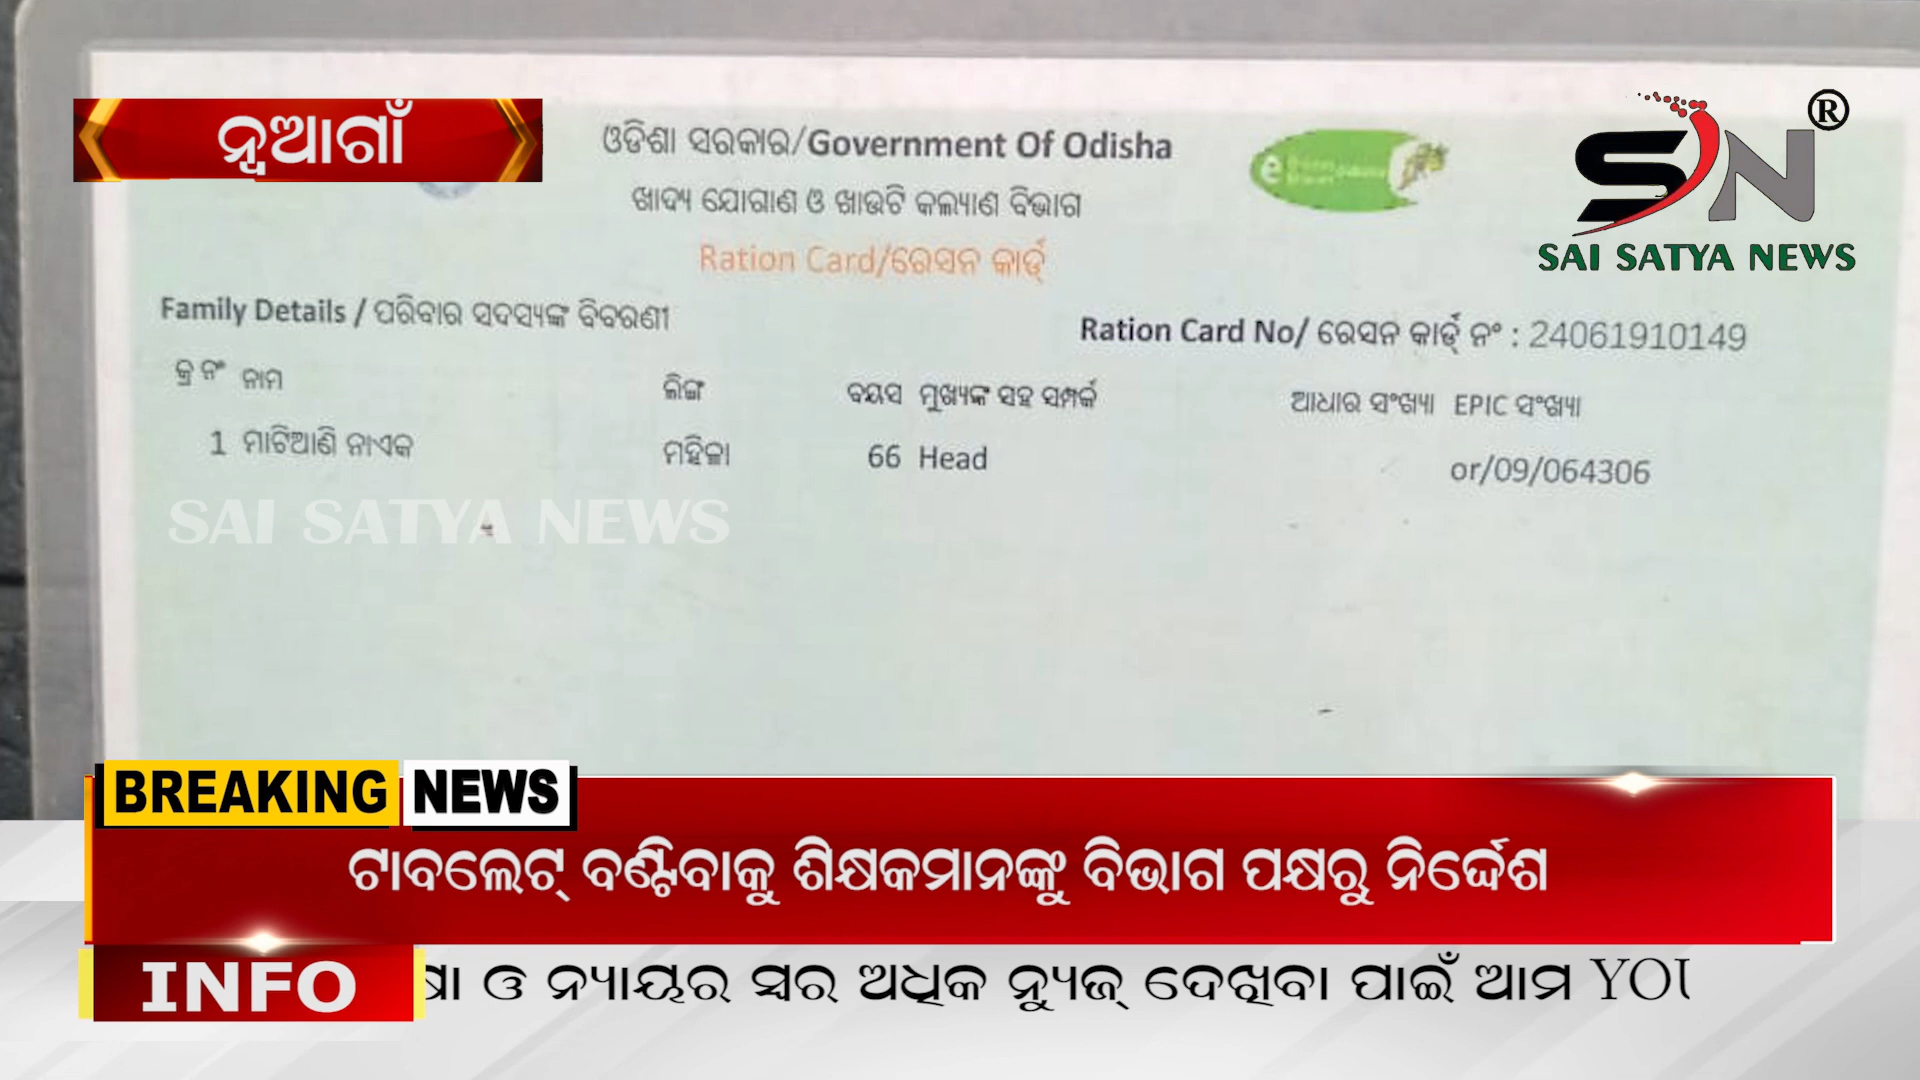 ନୂଆଗାଁ
ଓଡିଶା ସରକାର/Government Of Odisha
ଖାଦ୍ୟ ଯୋଗାଣ ଓ ଖାଉଟି କଲ୍ୟାଣ ବିଭାଗ
Ration Card/ରେସନ କାର୍ଡ୍
®
SN
SAI SATYA NEWS
Family Details / ପରିବାର ସଦସ୍ୟଙ୍କ ବିବରଣୀ
Ration Card No/ ରେସନ କାର୍ଡ୍ ନଂ : 24061910149
କ୍ର ନଂ ନାମ ଲିଙ୍ଗ ବୟସ ମୁଖ୍ୟଙ୍କ ସହ ସମ୍ପର୍କ ଆଧାର ସଂଖ୍ୟା EPIC ସଂଖ୍ୟା
1 ମାଟିଆଣି ନାଏକ ମହିଳା 66 Head or/09/064306
SAI SATYA NEWS
BREAKING NEWS
ଟାବଲେଟ୍ ବଣ୍ଟିବାକୁ ଶିକ୍ଷକମାନଙ୍କୁ ବିଭାଗ ପକ୍ଷରୁ ନିର୍ଦ୍ଦେଶ
INFO
ଓ ନ୍ୟାୟର ସ୍ୱର ଅଧିକ ନ୍ୟୁଜ୍ ଦେଖିବା ପାଇଁ ଆମ YOU